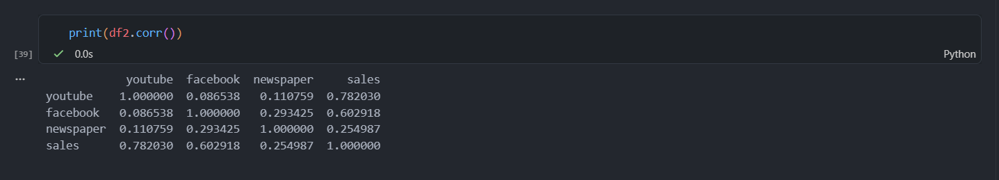 print(df2.corr())
[39] ✓ 0.0s Python
... youtube facebook newspaper sales
youtube 1.000000 0.086538 0.110759 0.782030
facebook 0.086538 1.000000 0.293425 0.602918
newspaper 0.110759 0.293425 1.000000 0.254987
sales 0.782030 0.602918 0.254987 1.000000